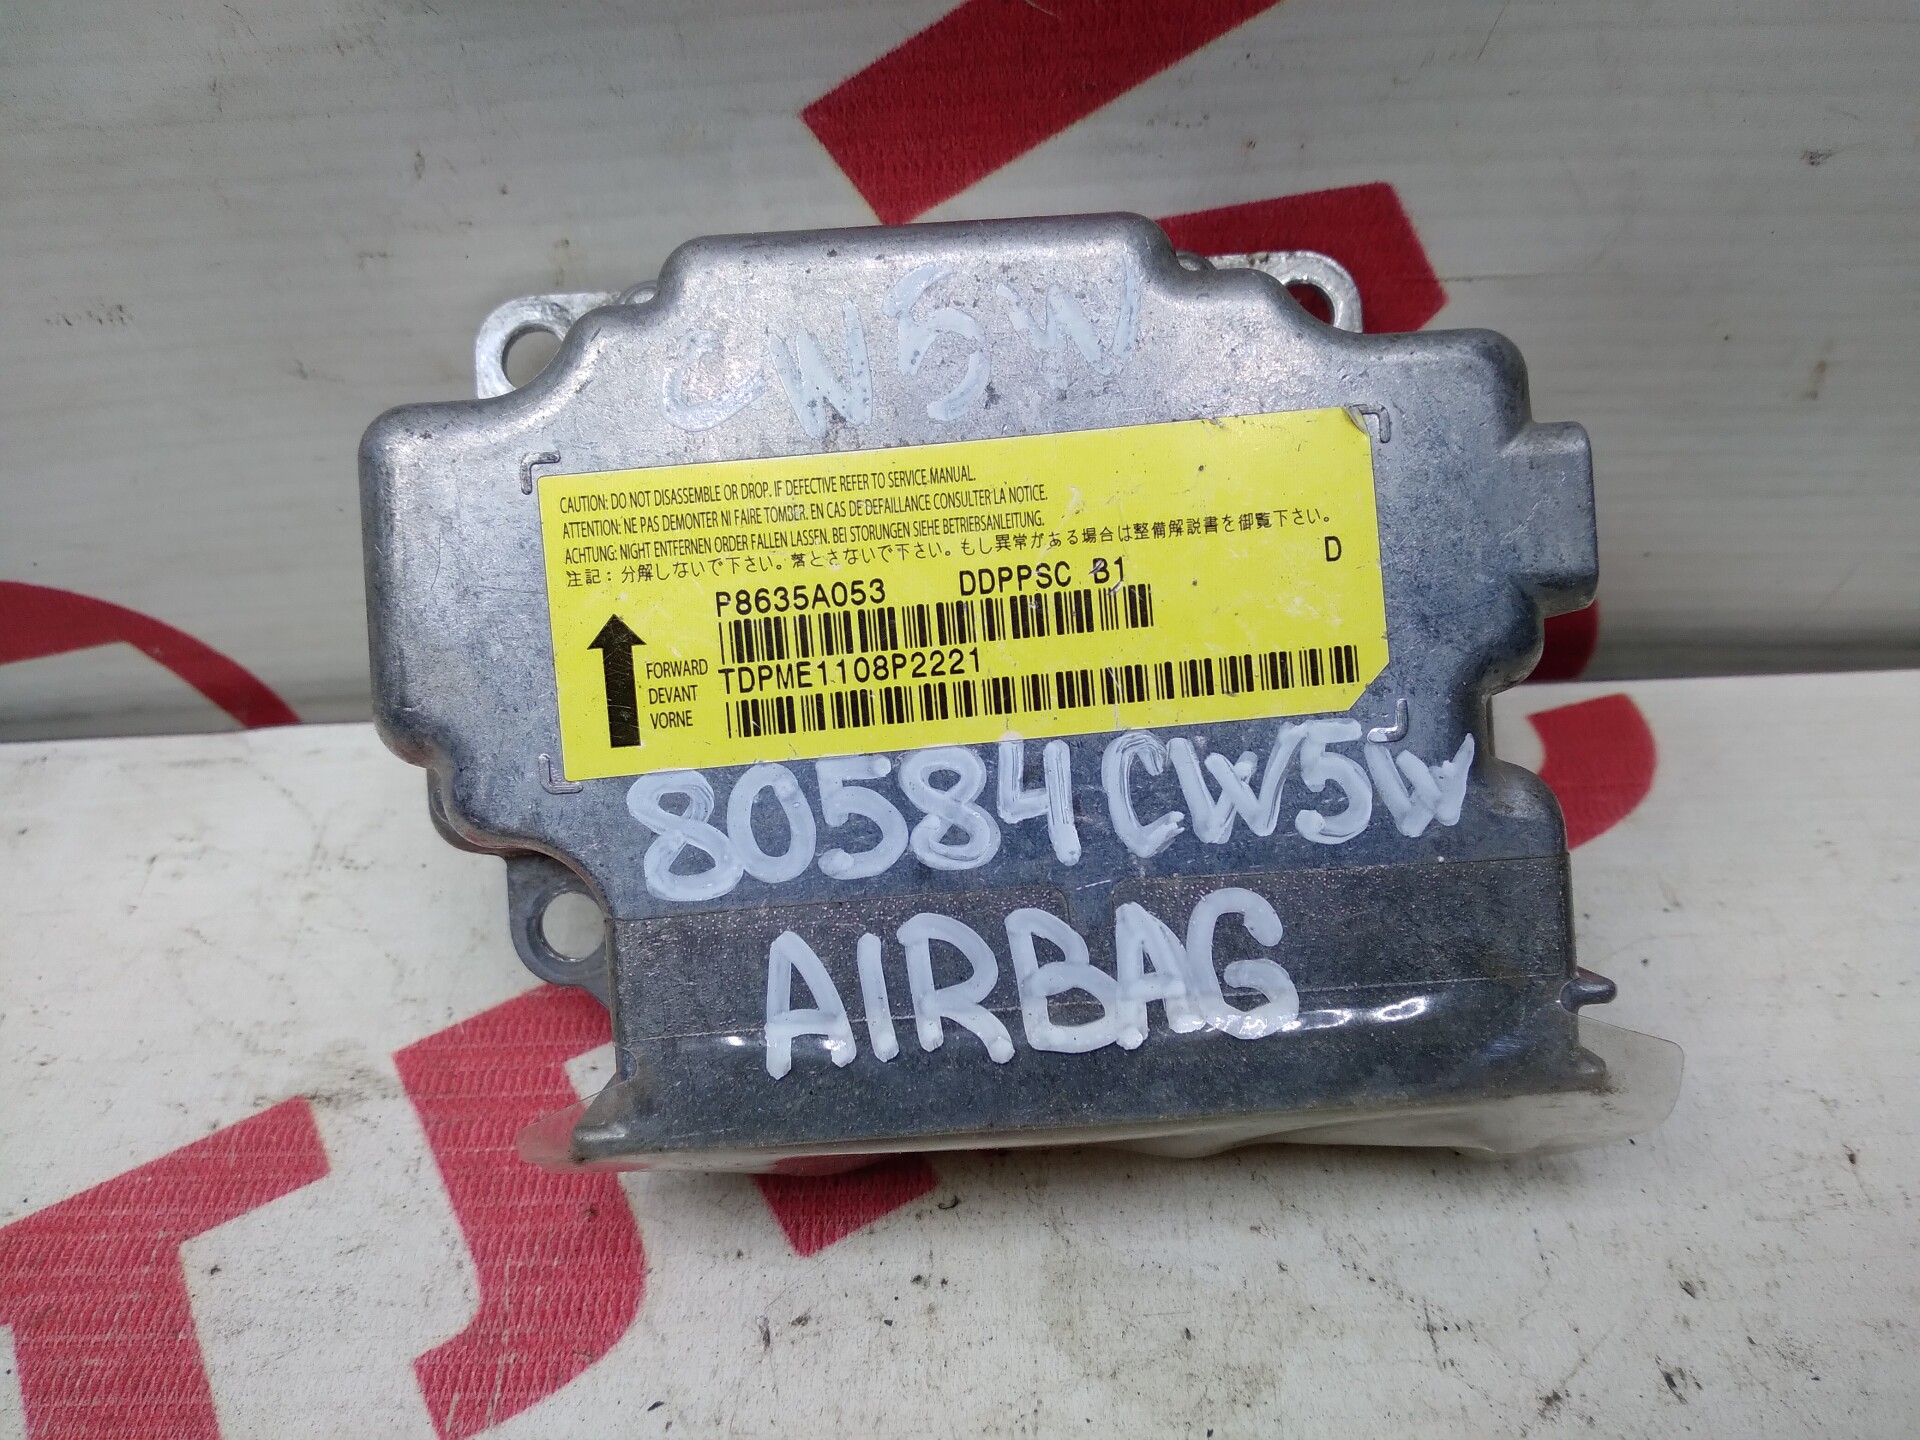 CW5W
CAUTION: DO NOT DISASSEMBLE OR DROP. IF DEFECTIVE REFER TO SERVICE MANUAL.
ATTENTION: NE PAS DEMONTER NI FAIRE TOMBER. EN CAS DE DEFAILLANCE CONSULTER LA NOTICE.
ACHTUNG: NIGHT ENTFERNEN ORDER FALLEN LASSEN. BEI STORUNGEN SIEHE BETRIEBSANLEITUNG.
注記：分解しないで下さい。落とさないで下さい。もし異常がある場合は整備解説書を御覧下さい。
P8635A053 DDPPSC B1 D
FORWARD TDPME1108P2221
DEVANT
VORNE
80584CW5W
AIRBAG